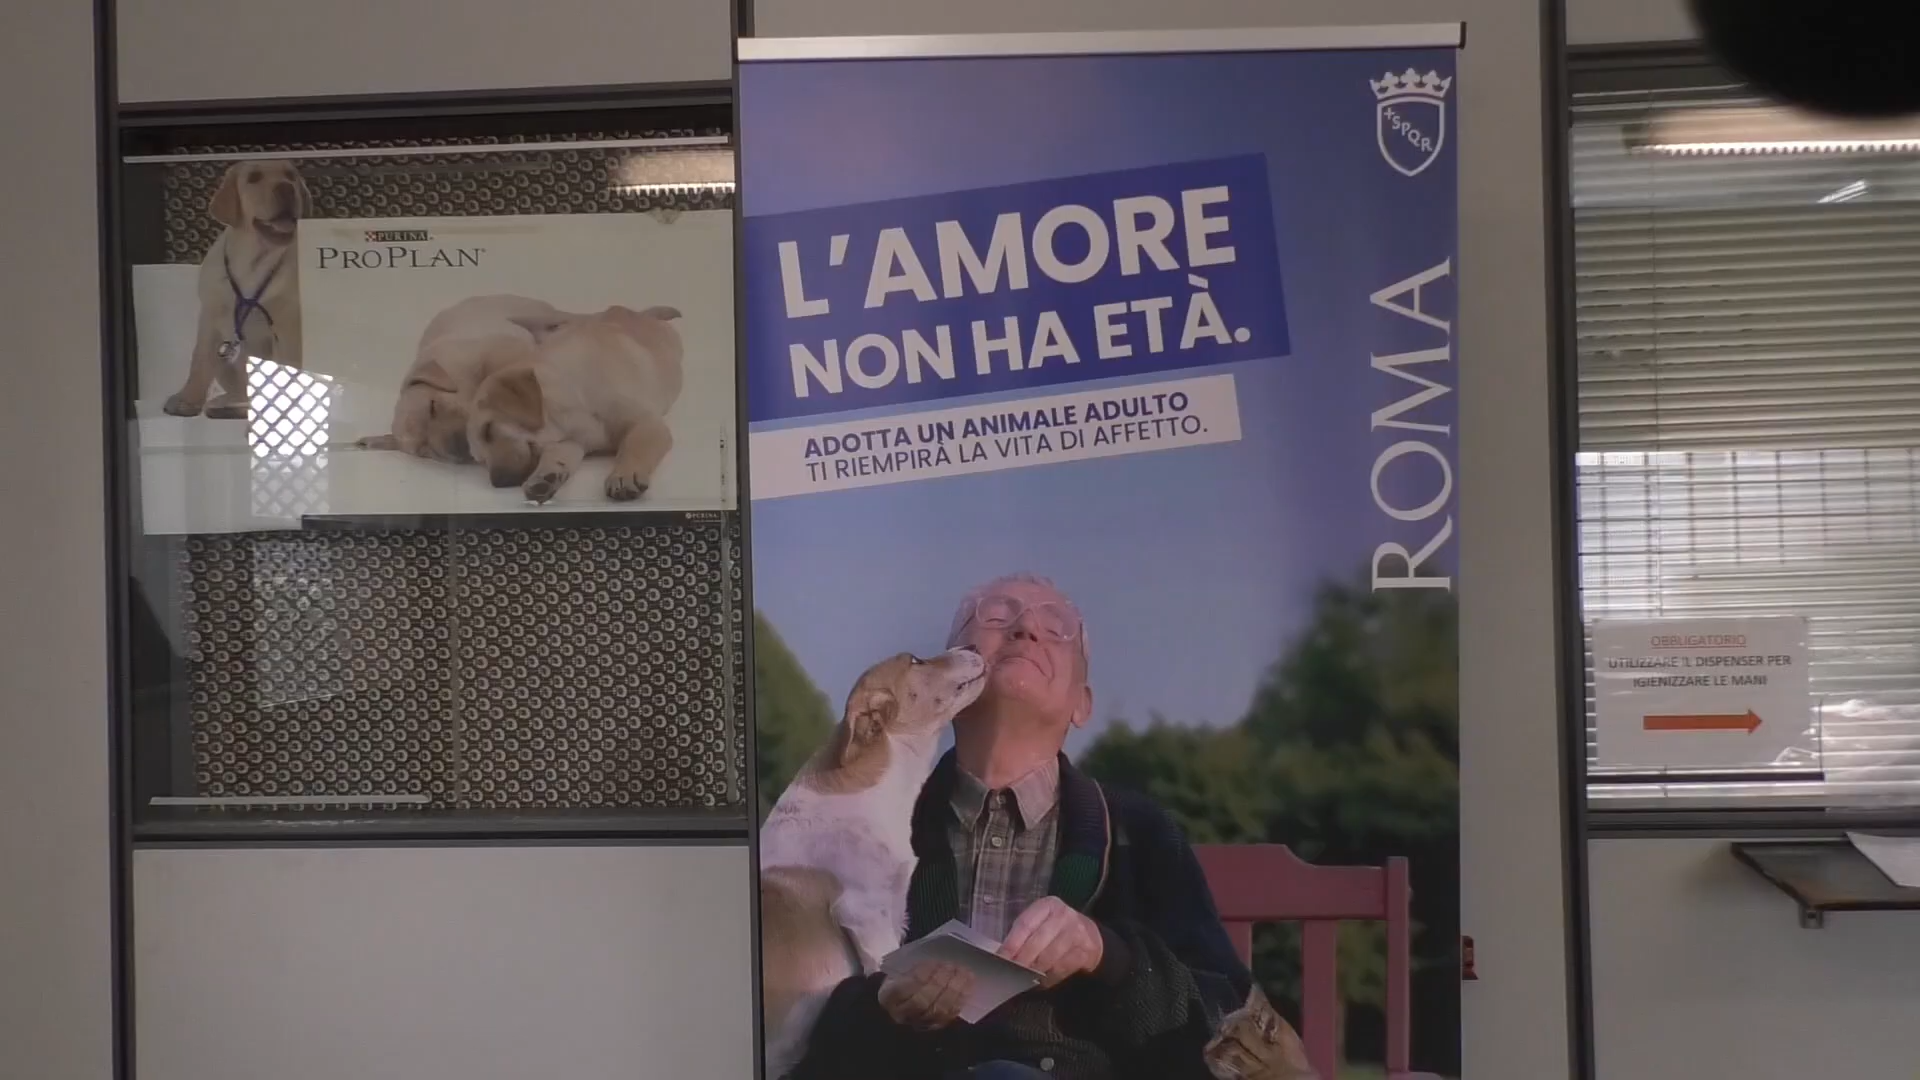 PURINA
PROPLAN
PURINA
L'AMORE
NON HA ETÀ.
ADOTTA UN ANIMALE ADULTO
TI RIEMPIRÀ LA VITA DI AFFETTO.
SPQR
ROMA
OBBLIGATORIO
UTILIZZARE IL DISPENSER PER
IGIENIZZARE LE MANI